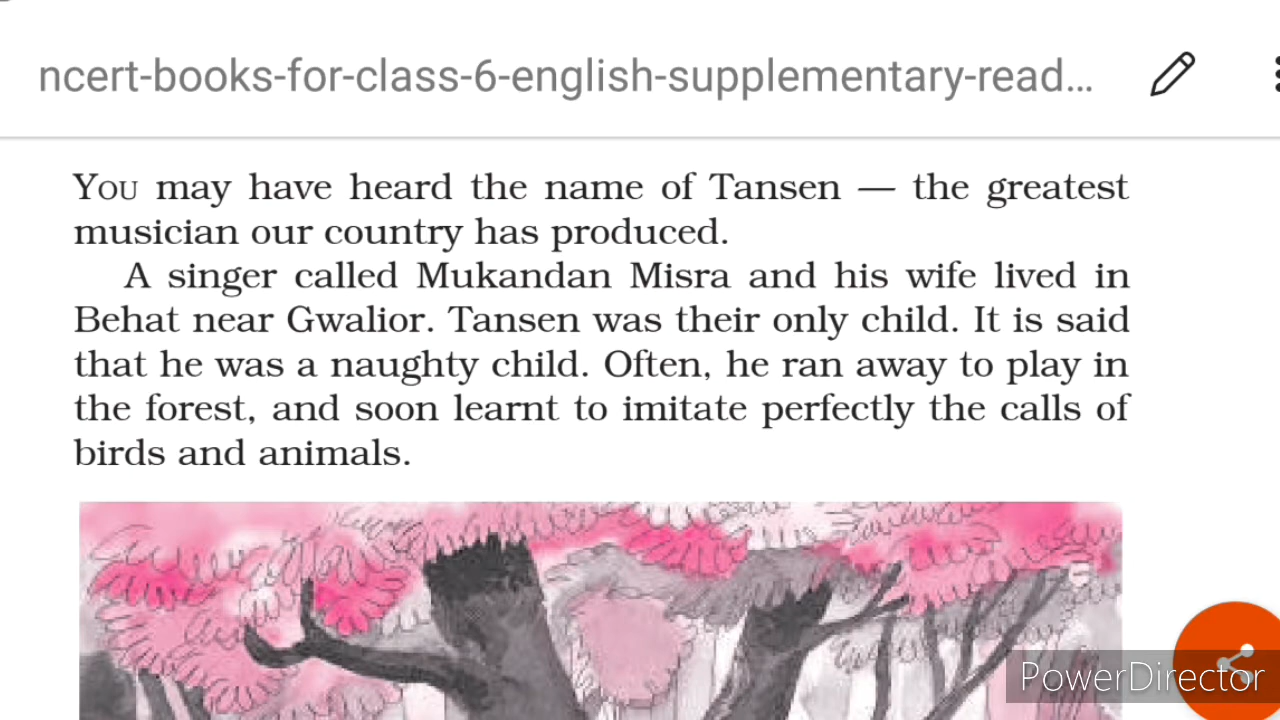 ncert-books-for-class-6-english-supplementary-read...
YOU may have heard the name of Tansen — the greatest
musician our country has produced.
A singer called Mukandan Misra and his wife lived in
Behat near Gwalior. Tansen was their only child. It is said
that he was a naughty child. Often, he ran away to play in
the forest, and soon learnt to imitate perfectly the calls of
birds and animals.
PowerDirector